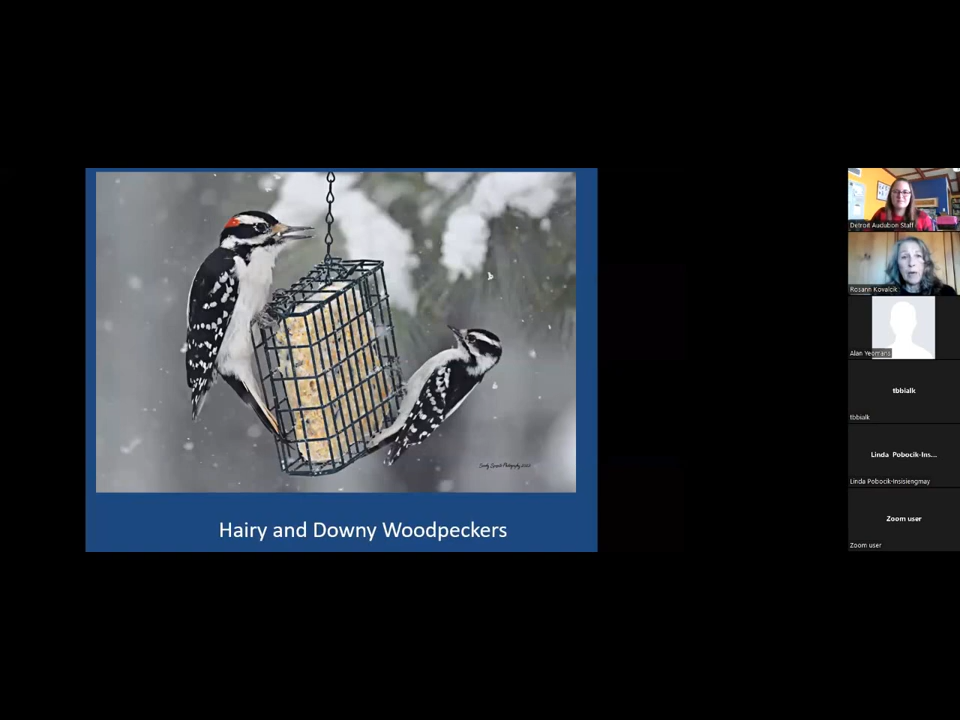 Hairy and Downy Woodpeckers
Detroit Audubon Staff
Rosann Kovalcik
Alan Yeomans
tbbialk
tbbialk
Linda Pobocik-Ins...
Linda Pobocik-Insisiengmay
Zoom user
Zoom user